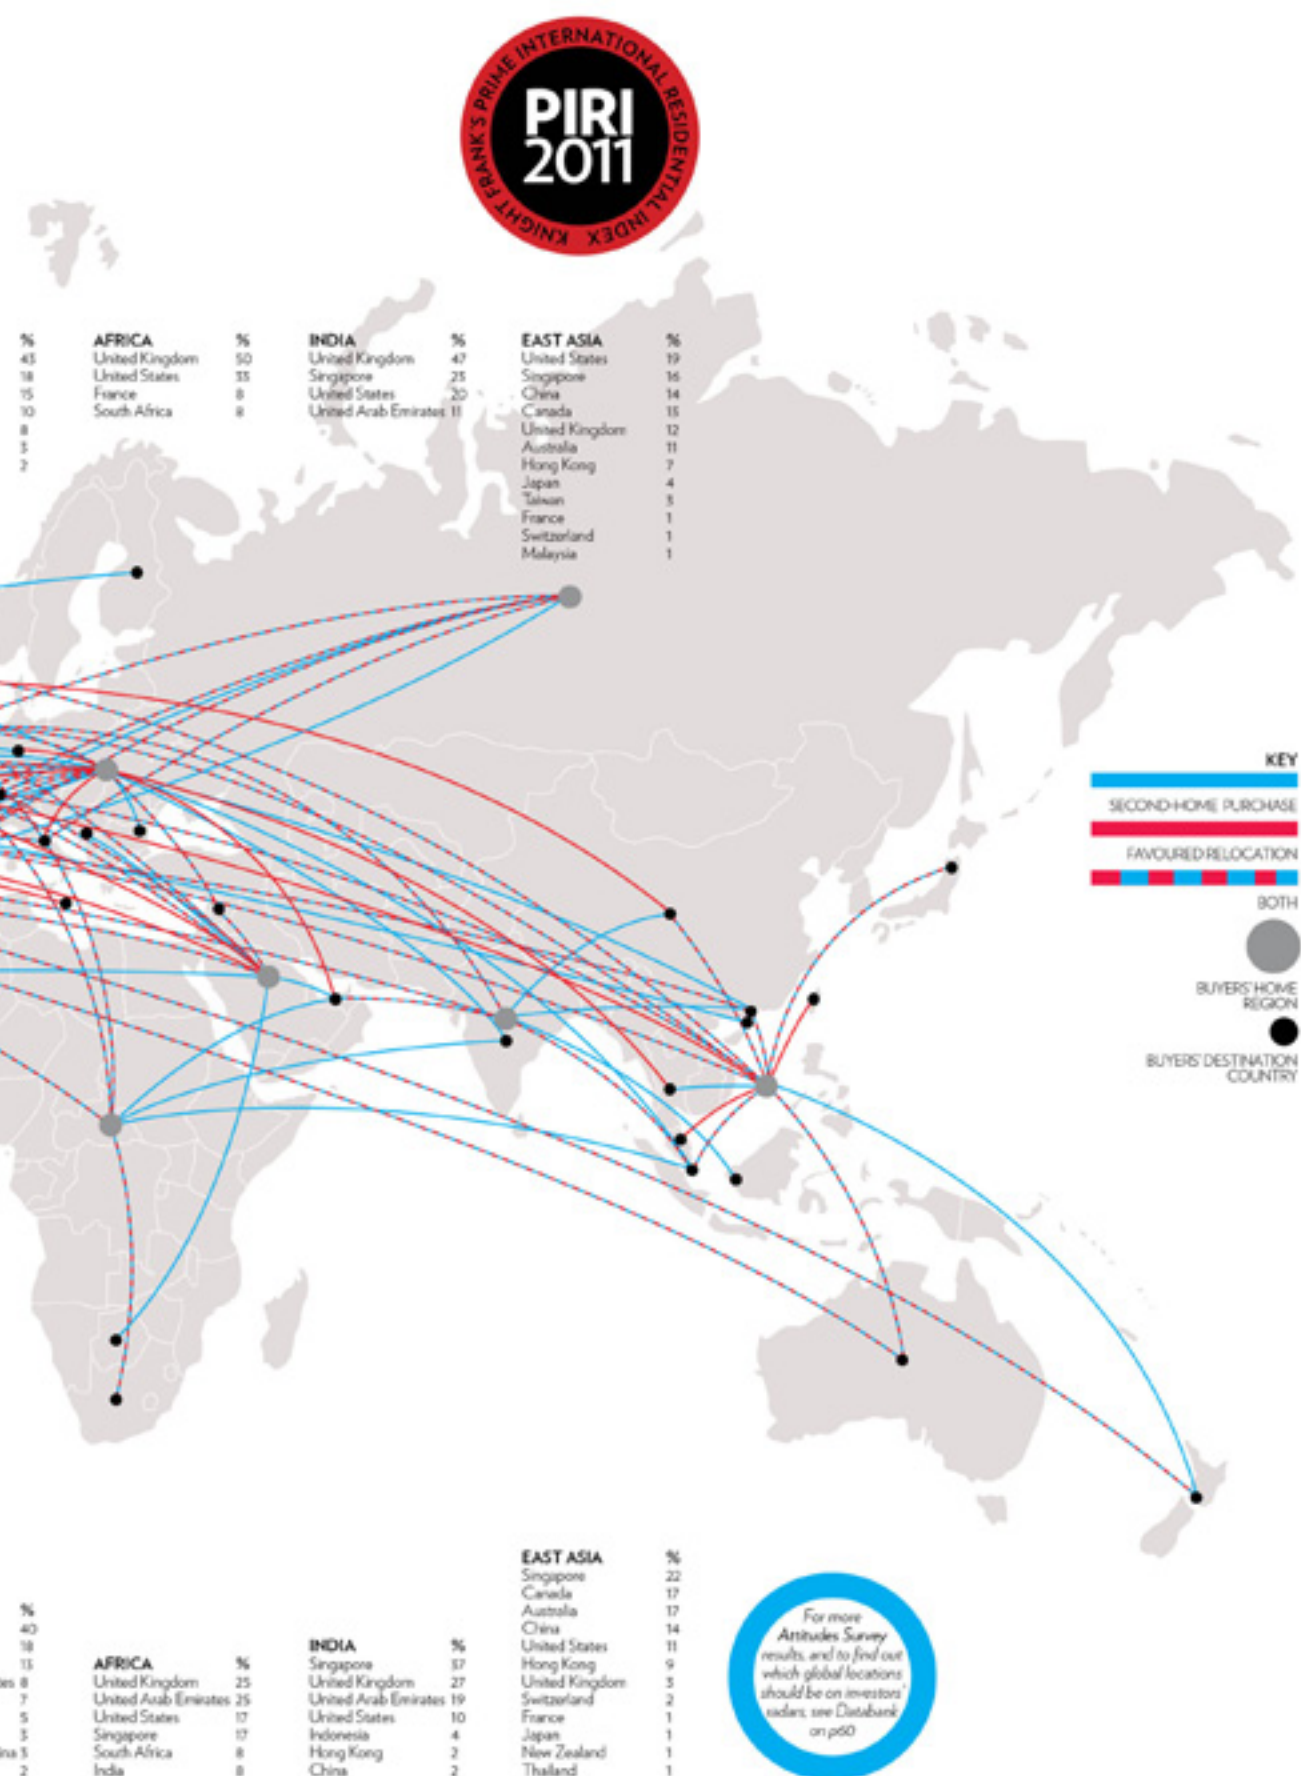 KNIGHT FRANK'S PRIME INTERNATIONAL RESIDENTIAL INDEX
PIRI
2011
%
43
18
15
10
8
3
2
AFRICA %
United Kingdom 50
United States 33
France 8
South Africa 8
INDIA %
United Kingdom 47
Singapore 23
United States 20
United Arab Emirates 11
EAST ASIA %
United States 19
Singapore 16
China 14
Canada 13
United Kingdom 12
Australia 11
Hong Kong 7
Japan 4
Taiwan 3
France 1
Switzerland 1
Malaysia 1
KEY
SECOND-HOME PURCHASE
FAVOURED RELOCATION
BOTH
BUYERS' HOME
REGION
BUYERS' DESTINATION
COUNTRY
%
40
18
13
tes 8
7
5
3
ina 3
2
AFRICA %
United Kingdom 25
United Arab Emirates 25
United States 17
Singapore 17
South Africa 8
India 8
INDIA %
Singapore 37
United Kingdom 27
United Arab Emirates 19
United States 10
Indonesia 4
Hong Kong 2
China 2
EAST ASIA %
Singapore 22
Canada 17
Australia 17
China 14
United States 11
Hong Kong 9
United Kingdom 3
Switzerland 2
France 1
Japan 1
New Zealand 1
Thailand 1
For more
Attitudes Survey
results, and to find out
which global locations
should be on investors'
radars, see Databank
on p60